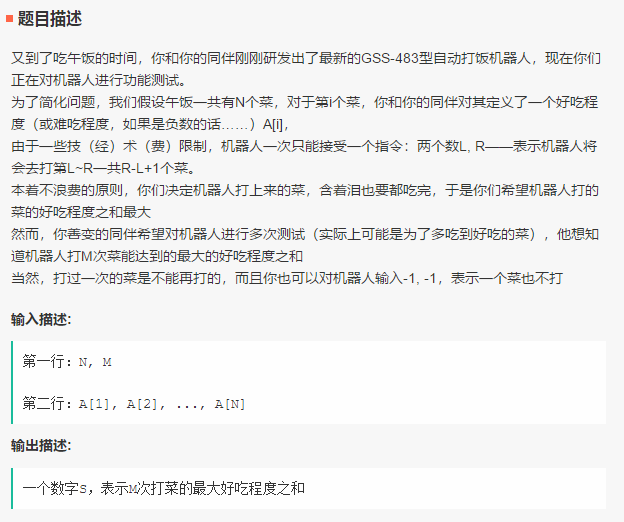 题目描述
又到了吃午饭的时间，你和你的同伴刚刚研发出了最新的GSS-483型自动打饭机器人，现在你们
正在对机器人进行功能测试。
为了简化问题，我们假设午饭一共有N个菜，对于第i个菜，你和你的同伴对其定义了一个好吃程
度（或难吃程度，如果是负数的话……）A[i]，
由于一些技（经）术（费）限制，机器人一次只能接受一个指令：两个数L, R——表示机器人将
会去打第L~R一共R-L+1个菜。
本着不浪费的原则，你们决定机器人打上来的菜，含着泪也要都吃完，于是你们希望机器人打的
菜的好吃程度之和最大
然而，你善变的同伴希望对机器人进行多次测试（实际上可能是为了多吃到好吃的菜），他想知
道机器人打M次菜能达到的最大的好吃程度之和
当然，打过一次的菜是不能再打的，而且你也可以对机器人输入-1, -1，表示一个菜也不打
输入描述:
第一行：N, M
第二行：A[1], A[2], ..., A[N]
输出描述:
一个数字S，表示M次打菜的最大好吃程度之和